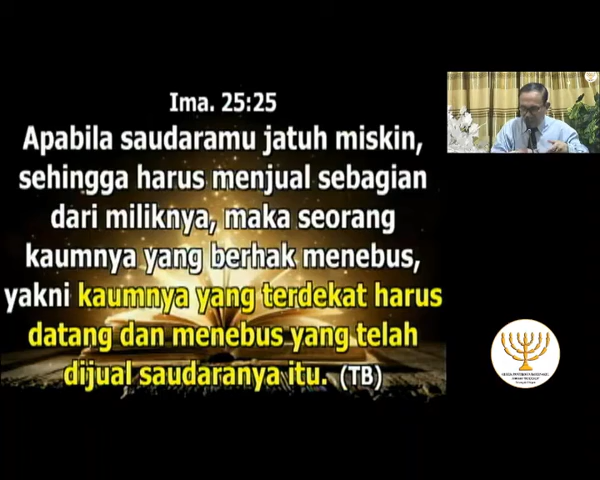 Ima. 25:25
Apabila saudaramu jatuh miskin,
sehingga harus menjual sebagian
dari miliknya, maka seorang
kaumnya yang berhak menebus,
yakni kaumnya yang terdekat harus
datang dan menebus yang telah
dijual saudaranya itu. (TB)